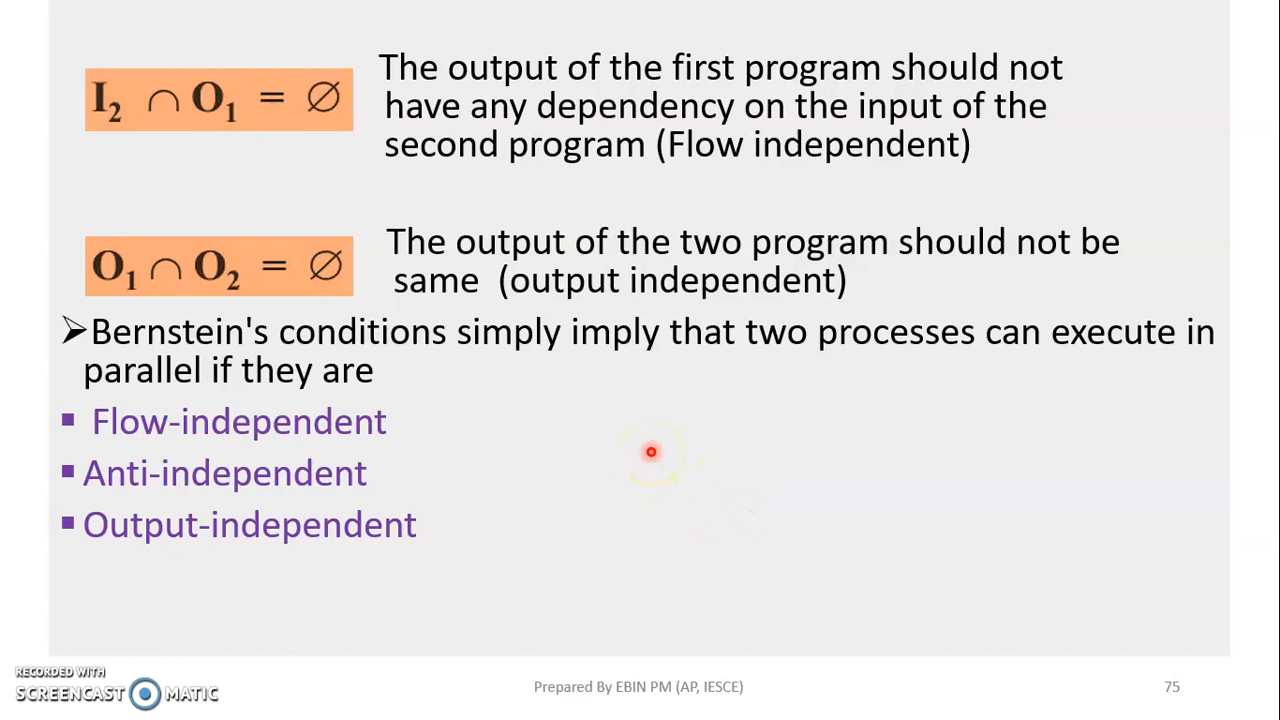 I₂ ∩ O₁ = ∅
The output of the first program should not
have any dependency on the input of the
second program (Flow independent)
O₁ ∩ O₂ = ∅
The output of the two program should not be
same (output independent)
➢Bernstein's conditions simply imply that two processes can execute in
parallel if they are
▪ Flow-independent
▪ Anti-independent
▪ Output-independent
RECORDED WITH
SCREENCAST MATIC
Prepared By EBIN PM (AP, IESCE)
75